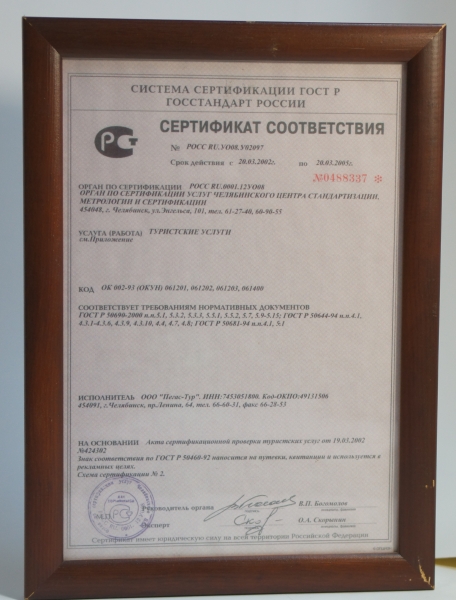 СИСТЕМА СЕРТИФИКАЦИИ ГОСТ Р
ГОССТАНДАРТ РОССИИ
СЕРТИФИКАТ СООТВЕТСТВИЯ
№ РОСС RU.УО08.У02097
Срок действия с 20.03.2002г. по 20.03.2005г.
№0488337 *
ОРГАН ПО СЕРТИФИКАЦИИ РОСС RU.0001.12УО08
ОРГАН ПО СЕРТИФИКАЦИИ УСЛУГ ЧЕЛЯБИНСКОГО ЦЕНТРА СТАНДАРТИЗАЦИИ,
МЕТРОЛОГИИ И СЕРТИФИКАЦИИ
454048, г. Челябинск, ул.Энгельса, 101, тел. 61-27-40, 60-90-55
УСЛУГА (РАБОТА) ТУРИСТСКИЕ УСЛУГИ
см.Приложение
КОД ОК 002-93 (ОКУН) 061201, 061202, 061203, 061400
СООТВЕТСТВУЕТ ТРЕБОВАНИЯМ НОРМАТИВНЫХ ДОКУМЕНТОВ
ГОСТ Р 50690-2000 п.п.5.1, 5.3.2, 5.3.3, 5.5.1, 5.5.2, 5.7, 5.9-5.15; ГОСТ Р 50644-94 п.п.4.1,
4.3.1-4.3.6, 4.3.9, 4.3.10, 4.4, 4.7, 4.8; ГОСТ Р 50681-94 п.п.4.1, 5.1
ИСПОЛНИТЕЛЬ ООО "Пегас-Тур". ИНН:7453051800. Код-ОКПО:49131506
454091, г.Челябинск, пр.Ленина, 64, тел. 66-60-31, факс 66-28-53
НА ОСНОВАНИИ Акта сертификационной проверки туристских услуг от 19.03.2002
№424302
Знак соответствия по ГОСТ Р 50460-92 наносится на путевки, квитанции и используется в
рекламных целях.
Схема сертификации № 2.
Руководитель органа В.П. Богомолов
Эксперт О.А. Скорынин
Сертификат имеет юридическую силу на всей территории Российской Федерации